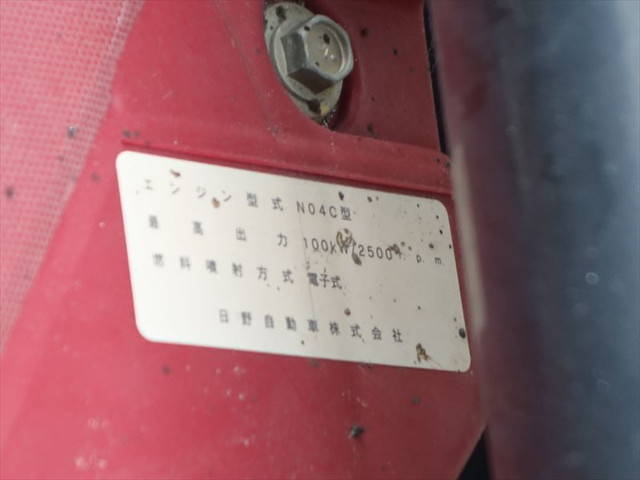 エンジン型式 N04C型
最高出力 100kW/2500r.p.m.
燃料噴射方式 電子式
日野自動車株式会社